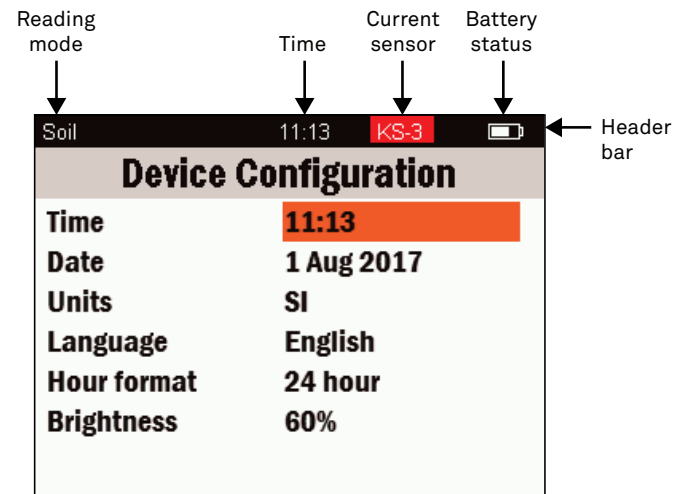 Reading
mode
Time
Current
sensor
Battery
status
Header
bar
Soil 11:13 KS-3
Device Configuration
Time 11:13
Date 1 Aug 2017
Units SI
Language English
Hour format 24 hour
Brightness 60%